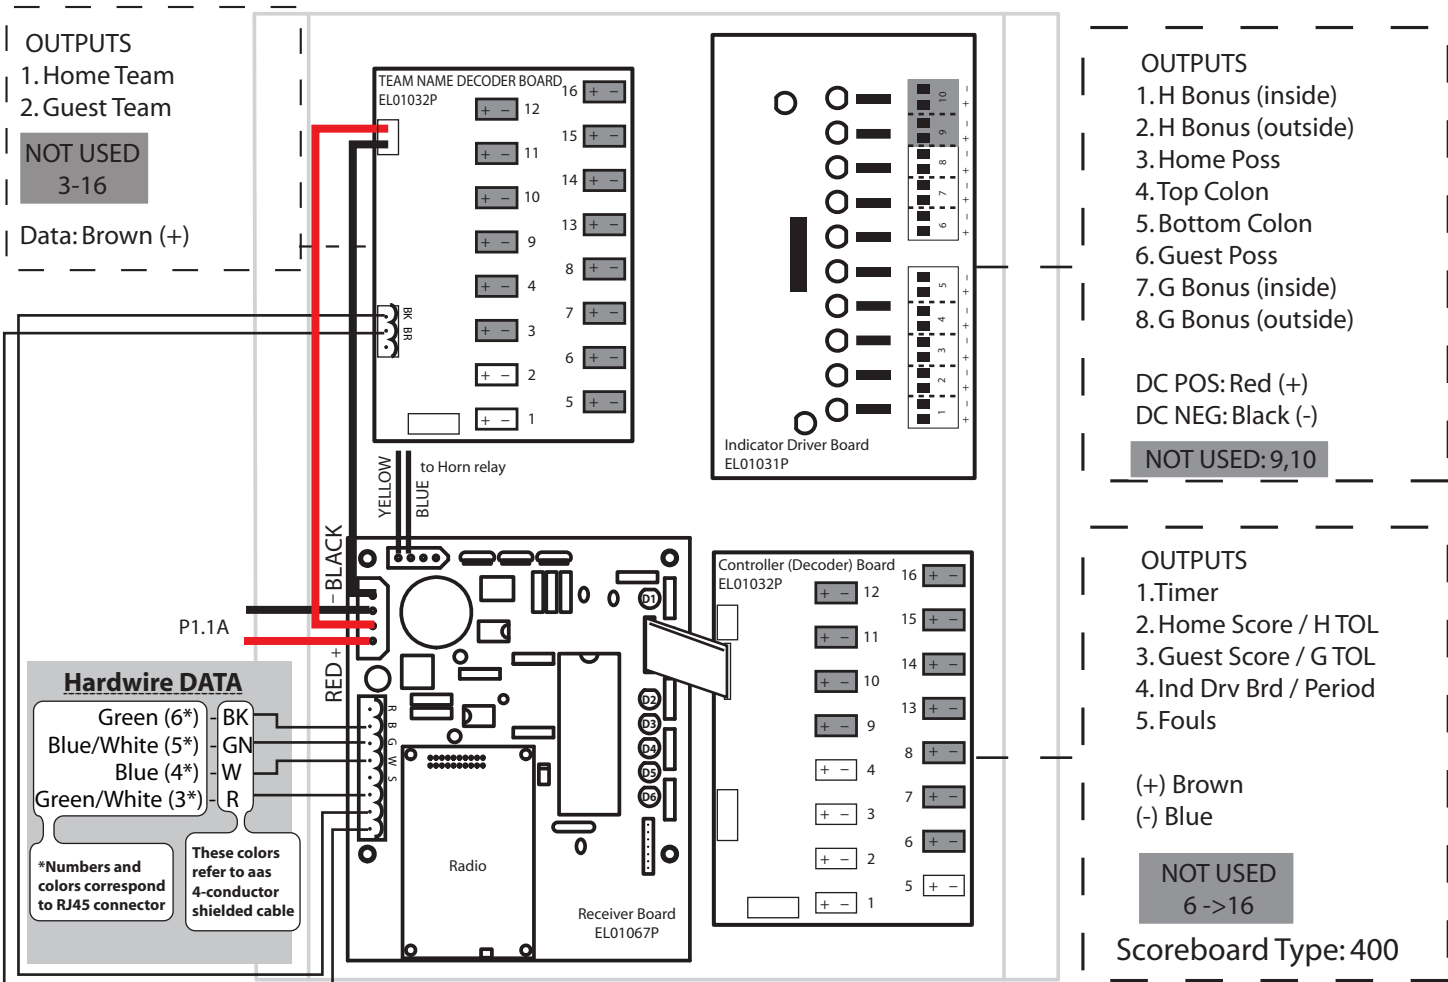 OUTPUTS
1. Home Team
2. Guest Team
NOT USED
3-16
Data: Brown (+)
TEAM NAME DECODER BOARD
EL01032P
16
12
15
11
14
10
13
9
8
4
7
3
6
2
5
1
BK BR
Indicator Driver Board
EL01031P
10
9
8
7
6
5
4
3
2
1
OUTPUTS
1. H Bonus (inside)
2. H Bonus (outside)
3. Home Poss
4. Top Colon
5. Bottom Colon
6. Guest Poss
7. G Bonus (inside)
8. G Bonus (outside)
DC POS: Red (+)
DC NEG: Black (-)
NOT USED: 9,10
YELLOW
BLUE
to Horn relay
– BLACK
P1.1A
RED +
Hardwire DATA
Green (6*) - BK
Blue/White (5*) - GN
Blue (4*) - W
Green/White (3*) - R
*Numbers and
colors correspond
to RJ45 connector
These colors
refer to aas
4-conductor
shielded cable
R
B
G
W
S
D1
D2
D3
D4
D5
D6
Radio
Receiver Board
EL01067P
Controller (Decoder) Board
EL01032P
16
12
15
11
14
10
13
9
8
4
7
3
6
2
5
1
OUTPUTS
1.Timer
2. Home Score / H TOL
3. Guest Score / G TOL
4. Ind Drv Brd / Period
5. Fouls
(+) Brown
(-) Blue
NOT USED
6 ->16
Scoreboard Type: 400